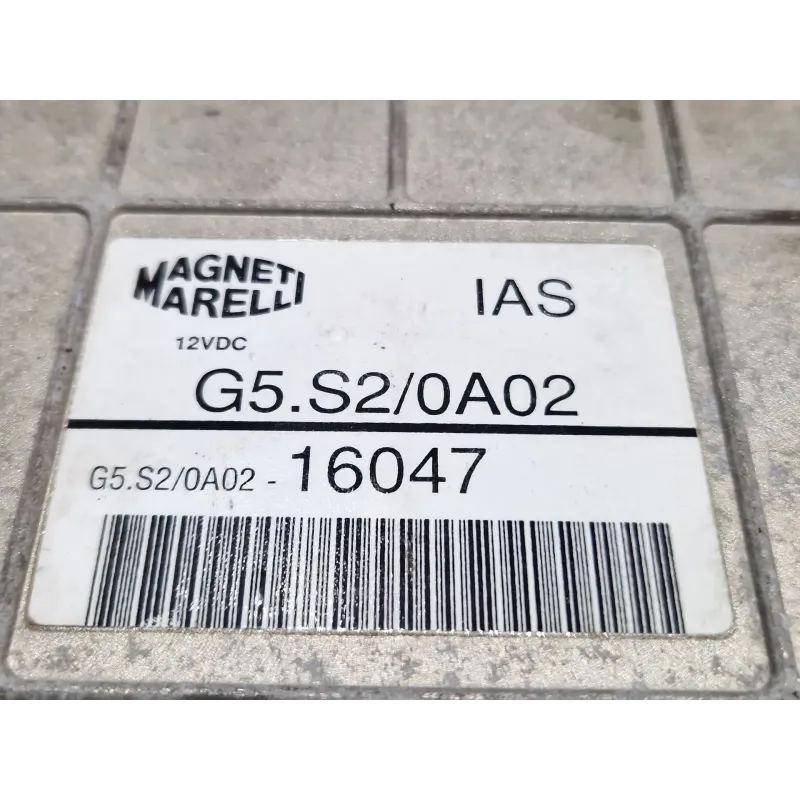 MAGNETI
MARELLI
IAS
12VDC
G5.S2/0A02
G5.S2/0A02 - 16047